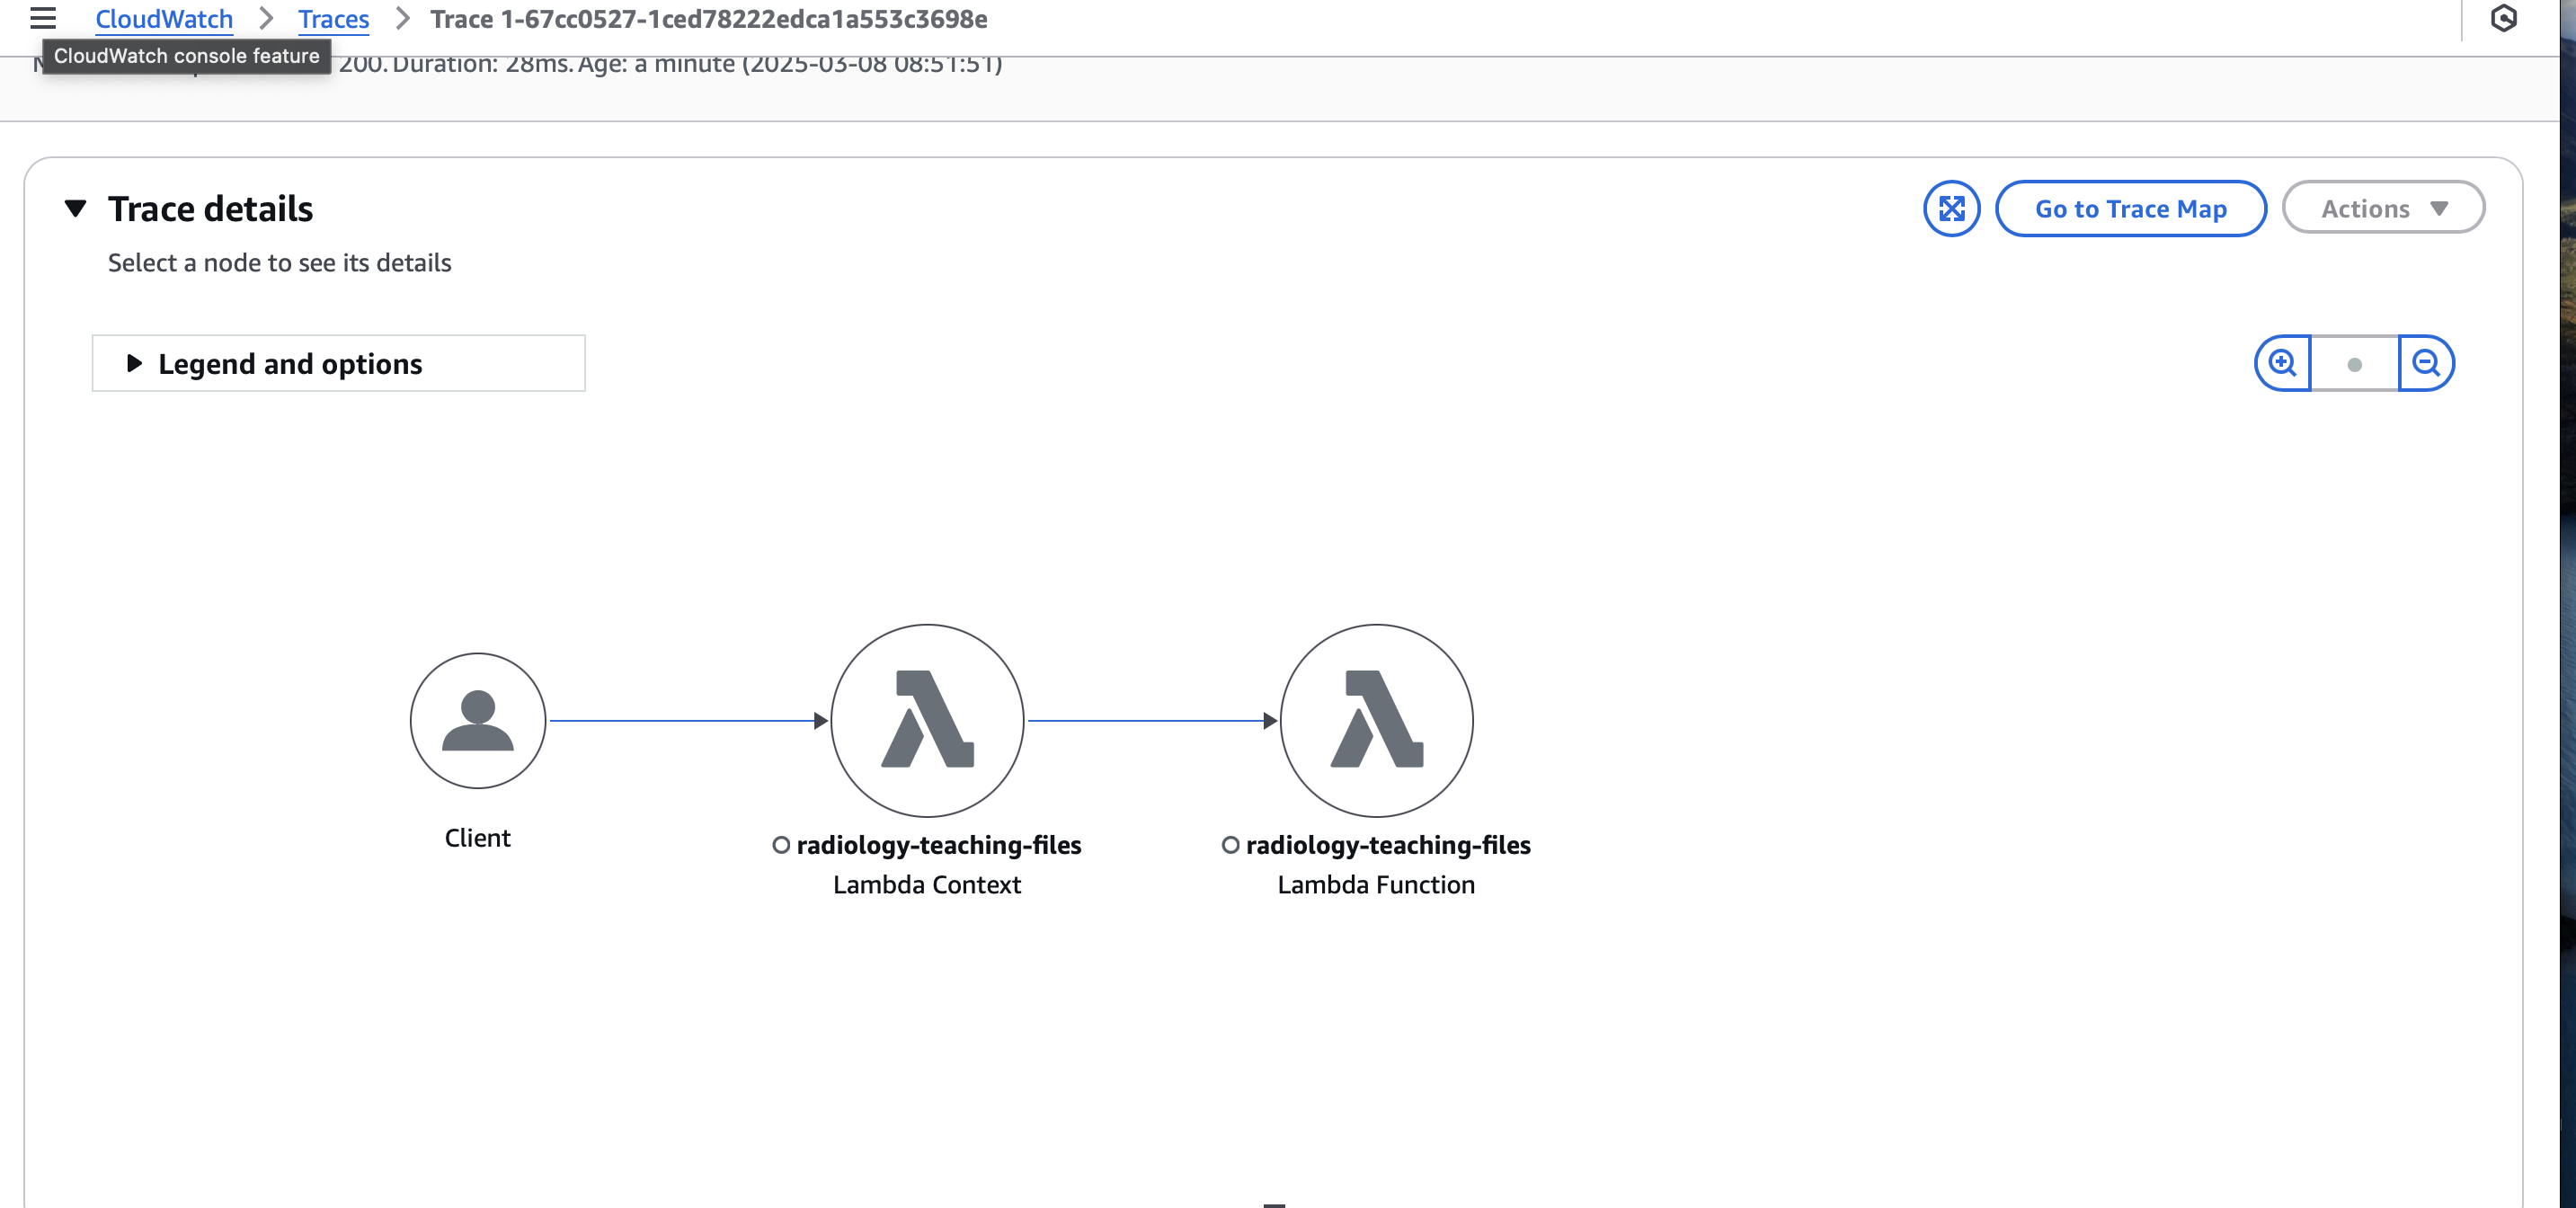 CloudWatch > Traces > Trace 1-67cc0527-1ced78222edca1a553c3698e
CloudWatch console feature
200. Duration: 28ms. Age: a minute (2025-03-08 08:51:51)
Trace details
Go to Trace Map
Actions
Select a node to see its details
Legend and options
Client
radiology-teaching-files
Lambda Context
radiology-teaching-files
Lambda Function